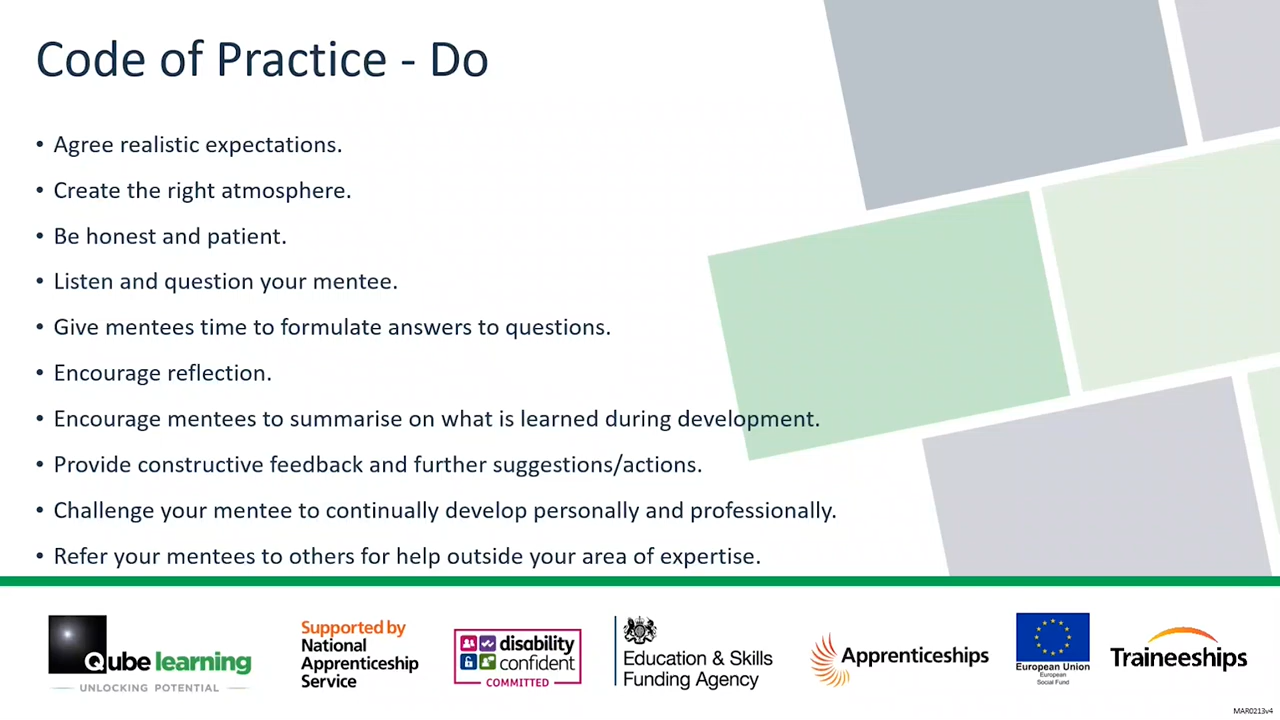 Code of Practice - Do
• Agree realistic expectations.
• Create the right atmosphere.
• Be honest and patient.
• Listen and question your mentee.
• Give mentees time to formulate answers to questions.
• Encourage reflection.
• Encourage mentees to summarise on what is learned during development.
• Provide constructive feedback and further suggestions/actions.
• Challenge your mentee to continually develop personally and professionally.
• Refer your mentees to others for help outside your area of expertise.
Qube learning
UNLOCKING POTENTIAL
Supported by
National
Apprenticeship
Service
disability
confident
COMMITTED
Education & Skills
Funding Agency
Apprenticeships
European Union
European
Social Fund
Traineeships
MAR0213v4